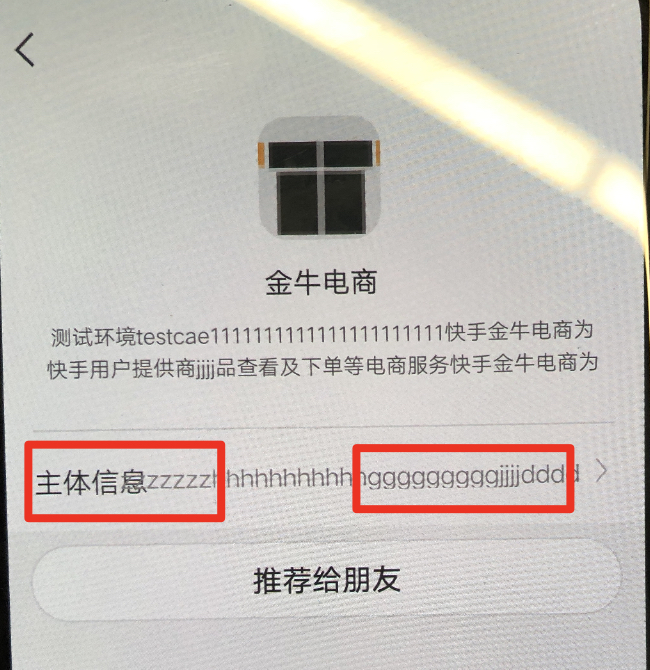 金牛电商
测试环境testcae1111111111111111111111快手金牛电商为
快手用户提供商jjjj品查看及下单等电商服务快手金牛电商为
主体信息zzzzzzhhhhhhhhhhhggggggggggjjjjjdddd
推荐给朋友